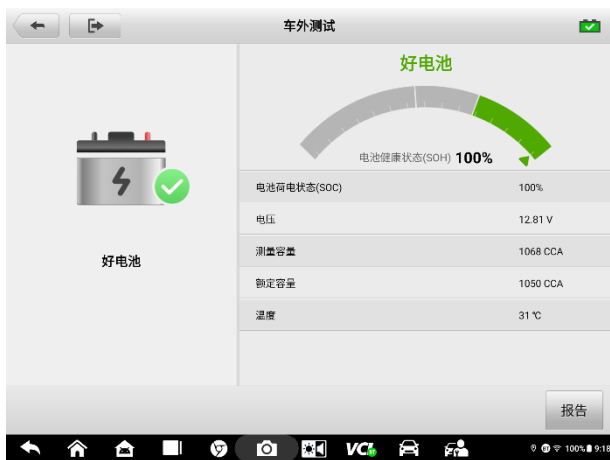 车外测试
好电池
电池健康状态(SOH) 100%
好电池
电池荷电状态(SOC) 100%
电压 12.81 V
测量容量 1068 CCA
额定容量 1050 CCA
温度 31 ℃
报告
VCI 100% 9:18